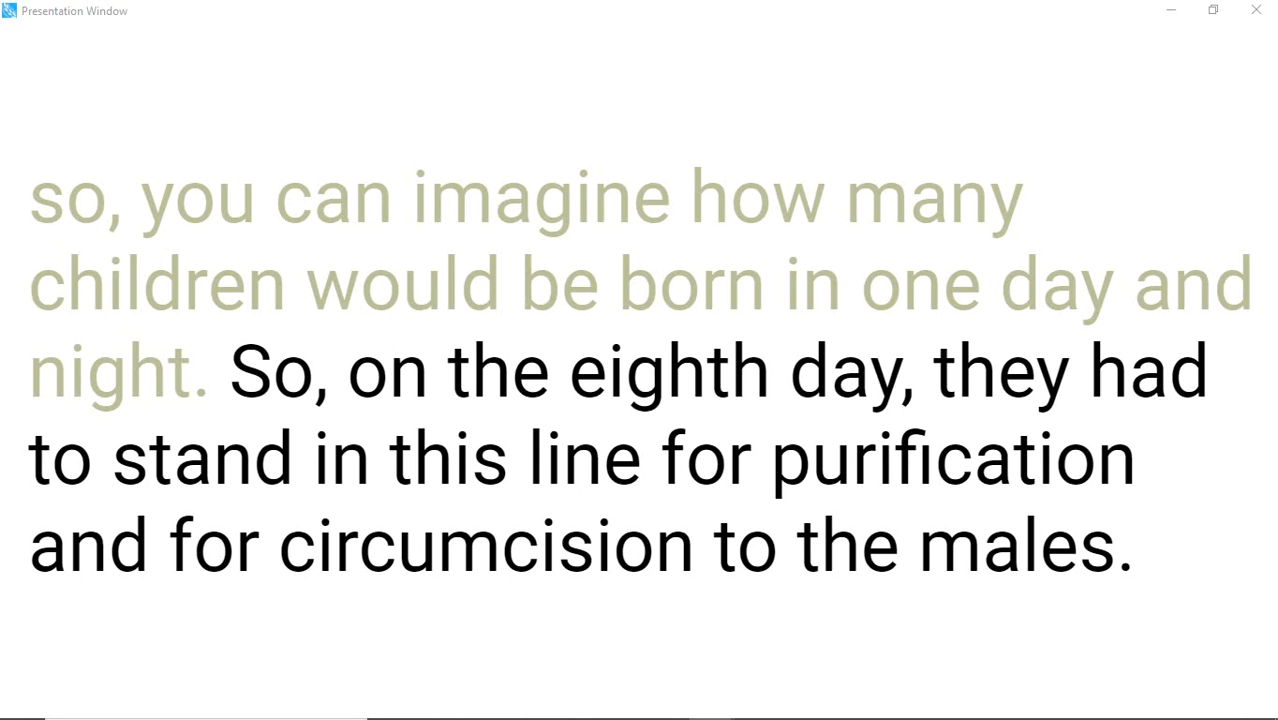 Presentation Window
so, you can imagine how many
children would be born in one day and
night. So, on the eighth day, they had
to stand in this line for purification
and for circumcision to the males.